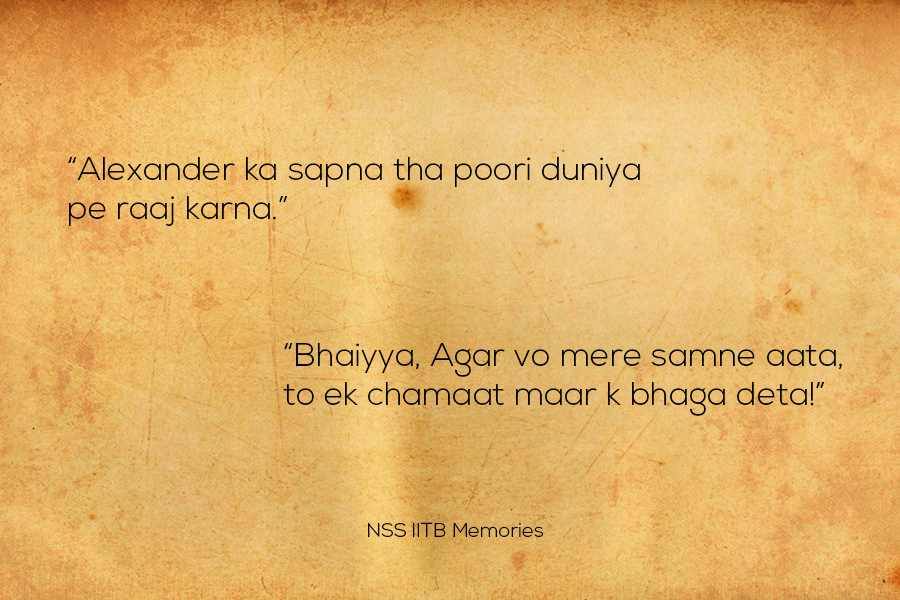 “Alexander ka sapna tha poori duniya
pe raaj karna.”
“Bhaiyya, Agar vo mere samne aata,
to ek chamaat maar k bhaga deta!”
NSS IITB Memories